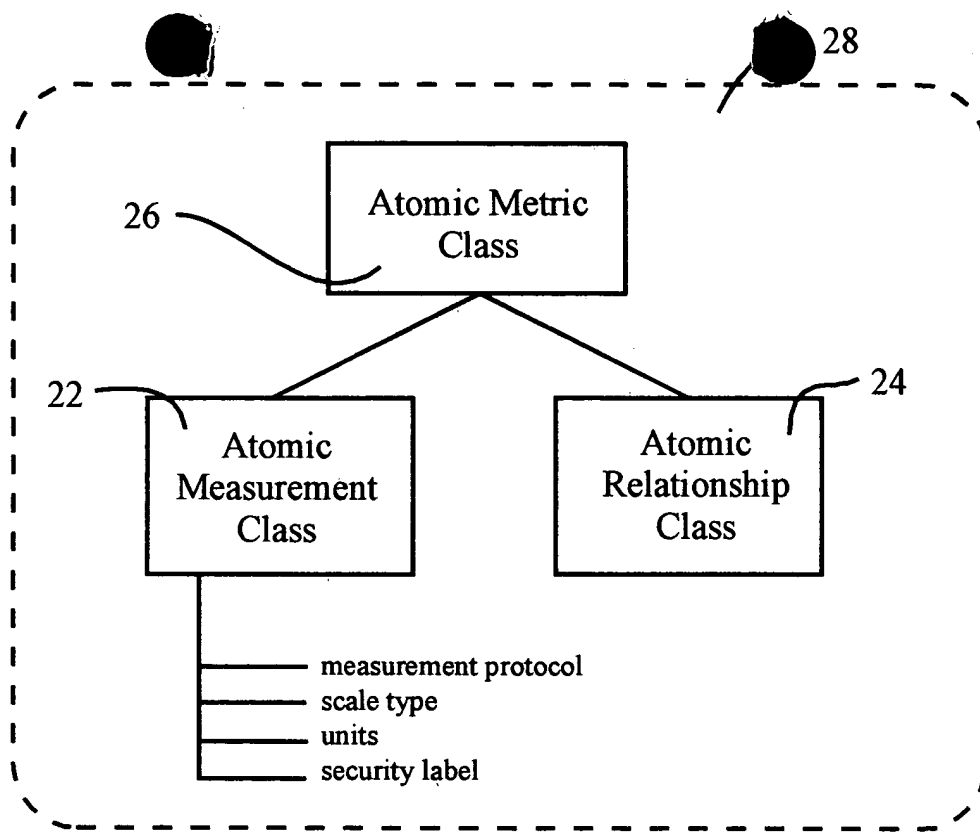 28
26
Atomic Metric
Class
22
Atomic
Measurement
Class
24
Atomic
Relationship
Class
measurement protocol
scale type
units
security label